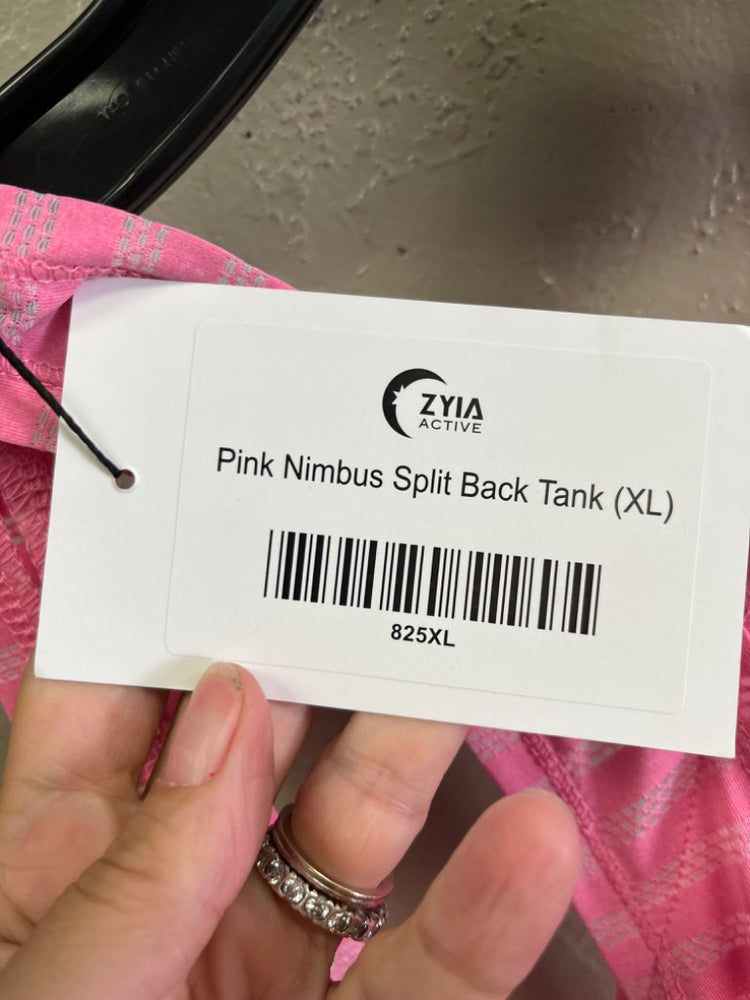 ZYIA
ACTIVE
Pink Nimbus Split Back Tank (XL)
825XL